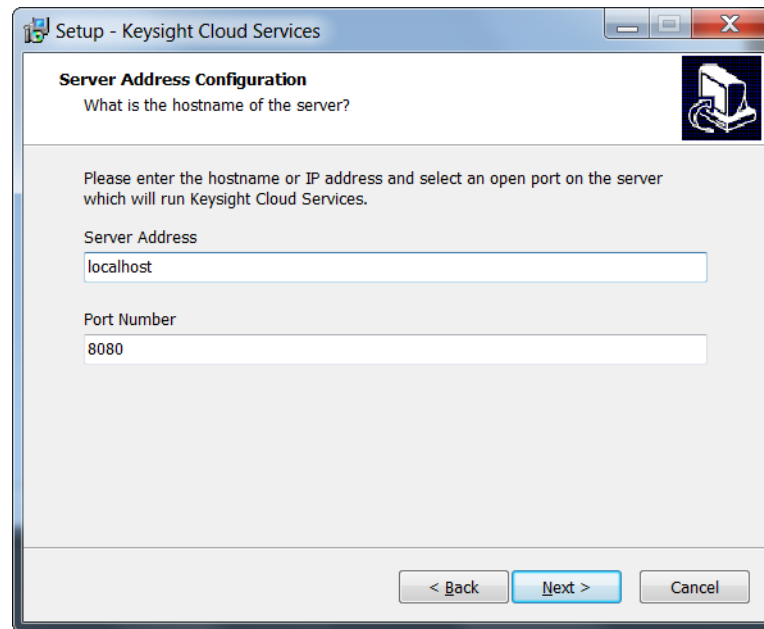 Setup - Keysight Cloud Services
Server Address Configuration
What is the hostname of the server?
Please enter the hostname or IP address and select an open port on the server
which will run Keysight Cloud Services.
Server Address
localhost
Port Number
8080
< Back Next > Cancel